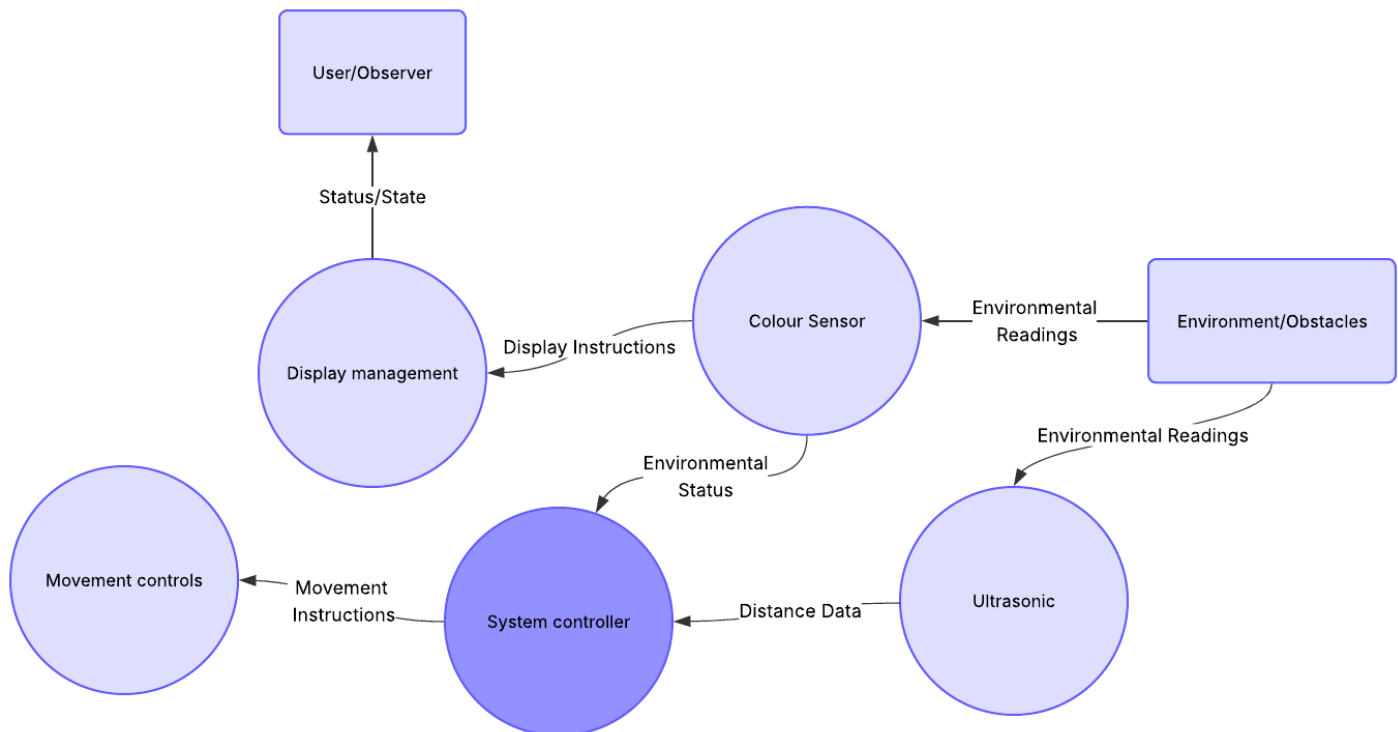 User/Observer
Status/State
Colour Sensor
Environmental
Readings
Environment/Obstacles
Display Instructions
Display management
Environmental Readings
Environmental
Status
Movement controls
Movement
Instructions
System controller
Distance Data
Ultrasonic